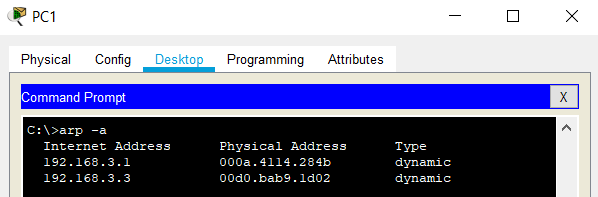 PC1
Physical Config Desktop Programming Attributes
Command Prompt X
C:\>arp -a
Internet Address Physical Address Type
192.168.3.1 000a.4114.284b dynamic
192.168.3.3 00d0.bab9.1d02 dynamic